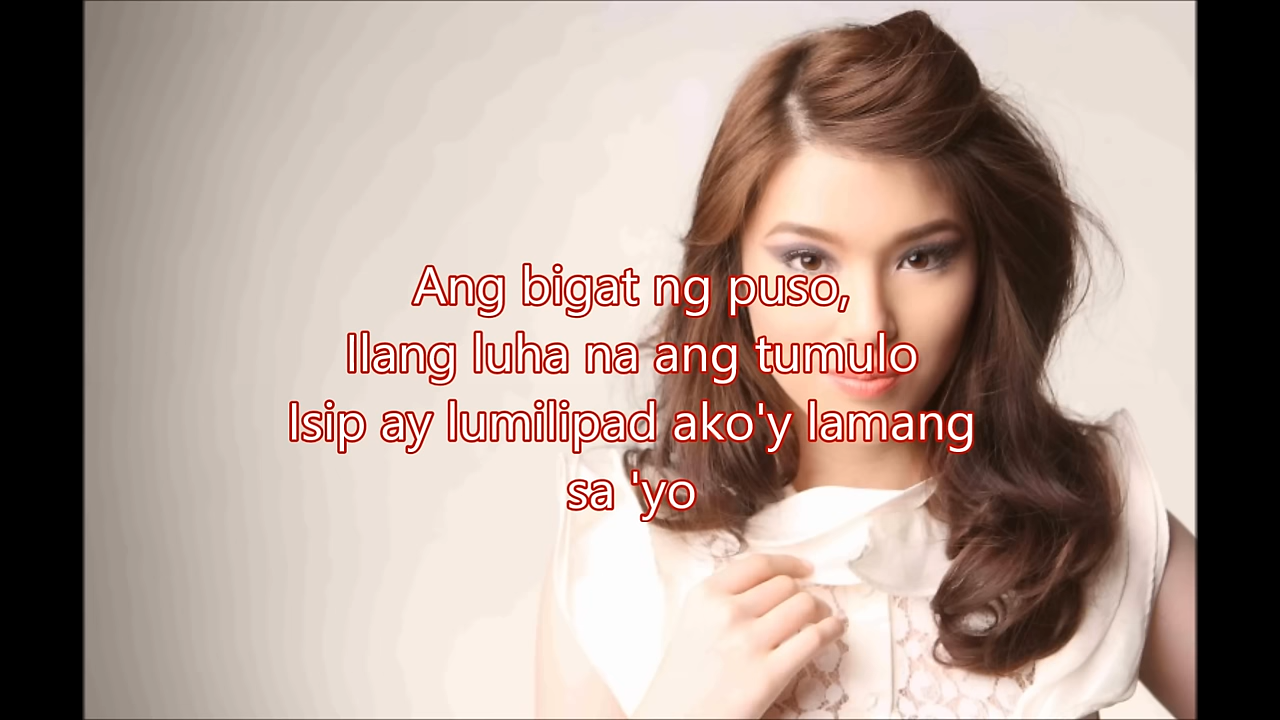 Ang bigat ng puso,
Ilang luha na ang tumulo
Isip ay lumilipad ako'y lamang
sa 'yo